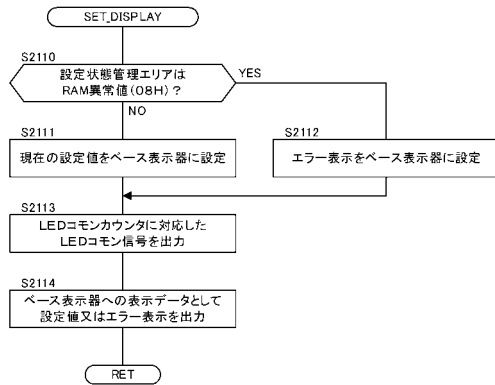 SET_DISPLAY
S2110
設定状態管理エリアは
RAM異常値(08H)?
YES
NO
S2111
現在の設定値をベース表示器に設定
S2112
エラー表示をベース表示器に設定
S2113
LEDコモンカウンタに対応した
LEDコモン信号を出力
S2114
ベース表示器への表示データとして
設定値又はエラー表示を出力
RET